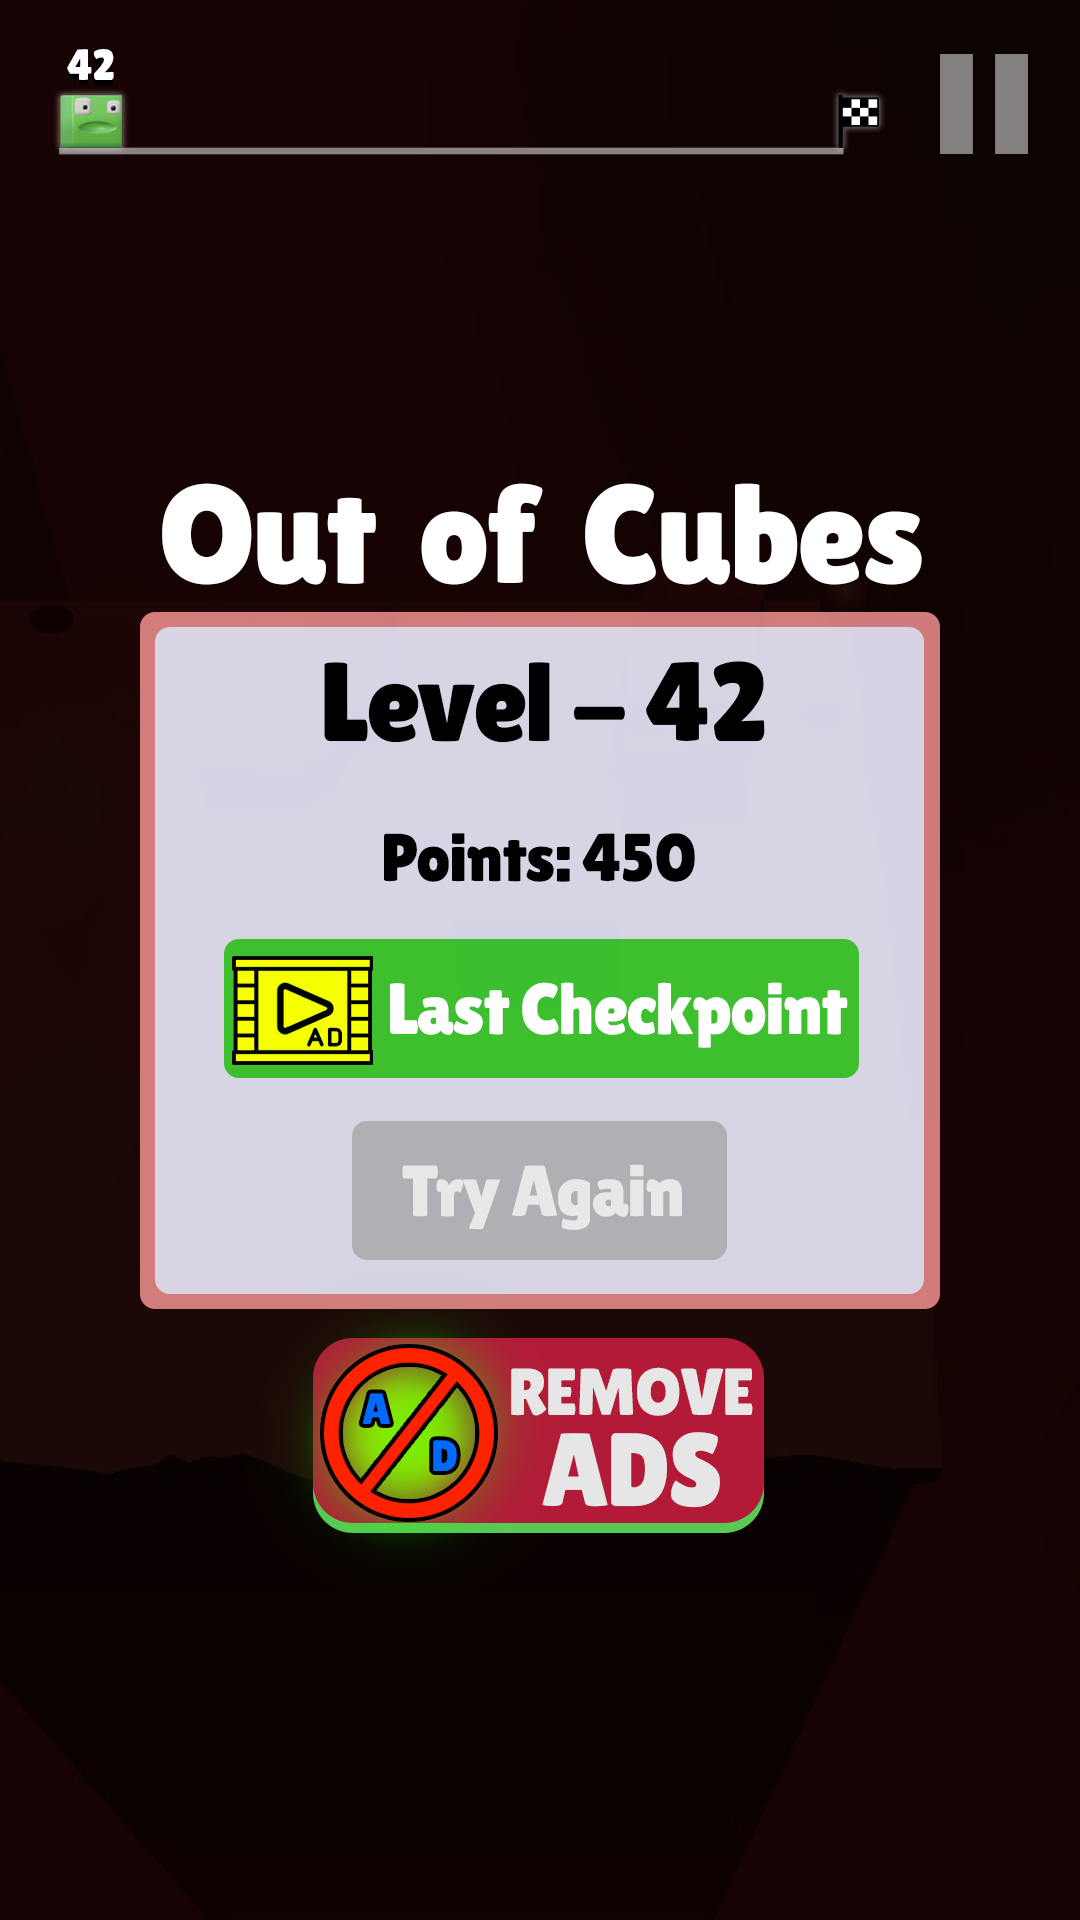 42
Out of Cubes
Level - 42
Points: 450
AD
Last Checkpoint
Try Again
A
D
REMOVE
ADS